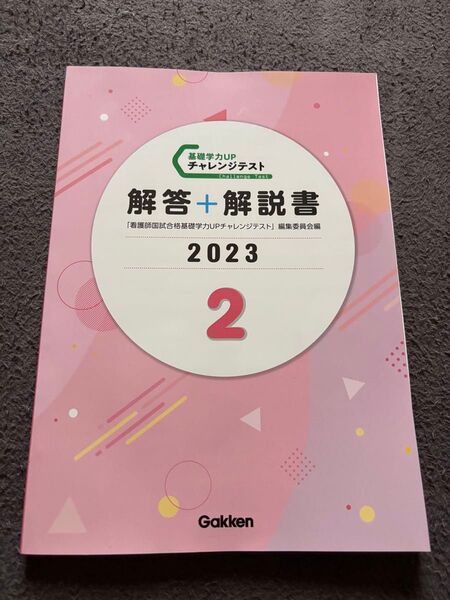 基礎学力UP
チャレンジテスト
Challenge Test
解答+解説書
「看護師国試合格基礎学力UPチャレンジテスト」編集委員会編
2023
2
Gakken